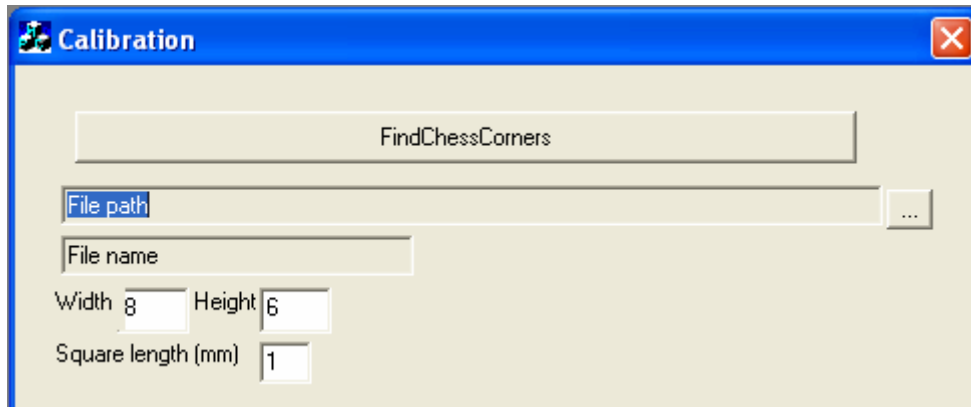 Calibration
FindChessCorners
File path
...
File name
Width 8 Height 6
Square length (mm) 1